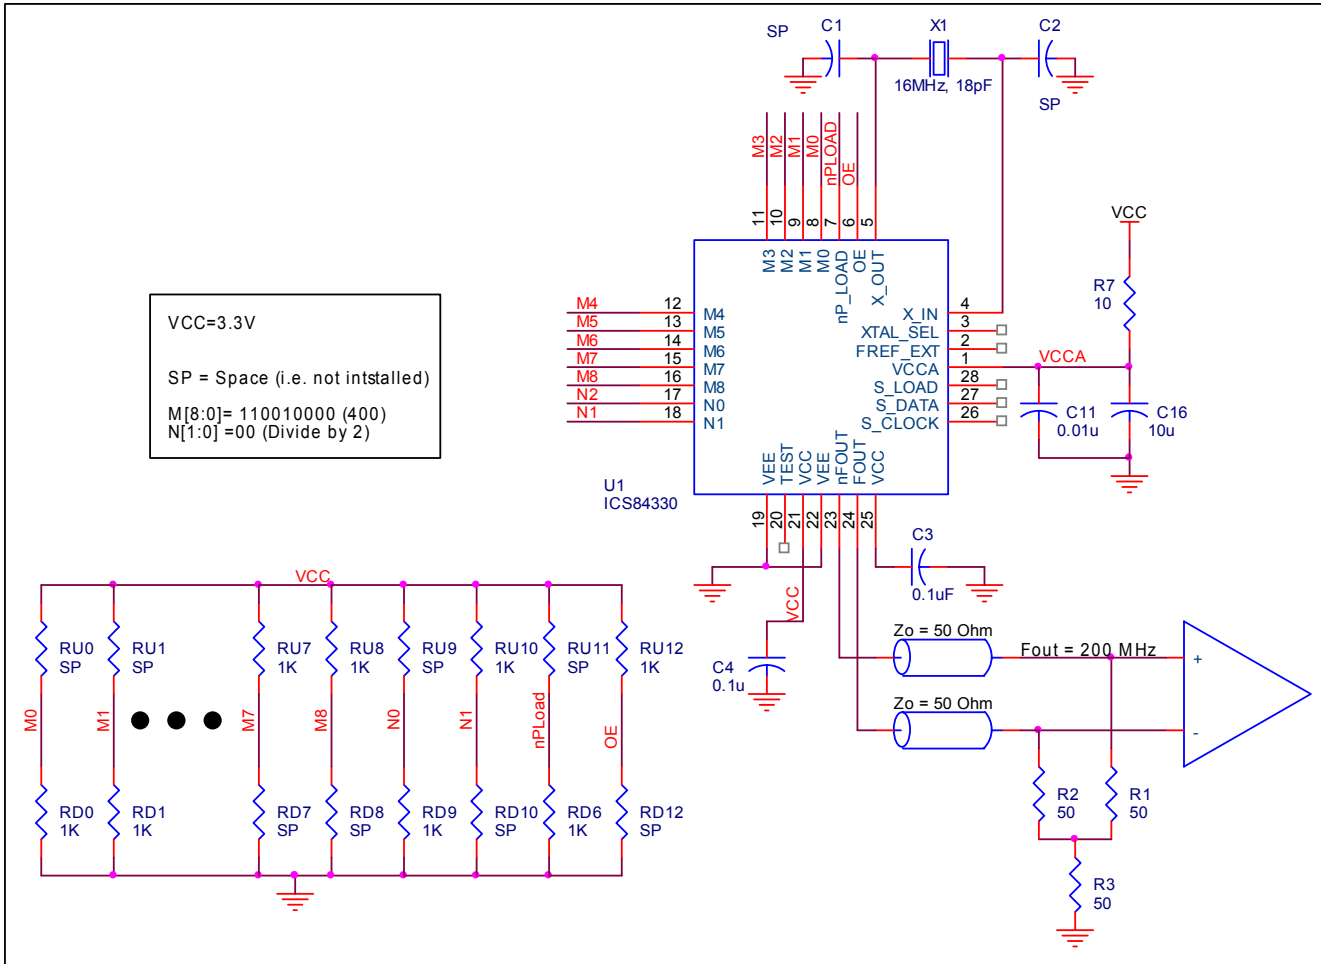 SP
C1
X1
C2
16MHz, 18pF
SP
M3
M2
M1
M0
nPLOAD
OE
11
10
9
8
7
6
5
M3
M2
M1
M0
nP_LOAD
OE
X_OUT
VCC
R7
10
VCC=3.3V
SP = Space (i.e. not intstalled)
M[8:0]= 110010000 (400)
N[1:0] =00 (Divide by 2)
M4 12 M4
M5 13 M5
M6 14 M6
M7 15 M7
M8 16 M8
N2 17 N0
N1 18 N1
X_IN 4
XTAL_SEL 3
FREF_EXT 2
VCCA 1 VCCA
S_LOAD 28
S_DATA 27
S_CLOCK 26
C11
0.01u
C16
10u
VEE
TEST
VCC
VEE
nFOUT
FOUT
VCC
U1
ICS84330
19
20
21
22
23
24
25
C3
0.1uF
VCC
C4
0.1u
Zo = 50 Ohm
Fout = 200 MHz
Zo = 50 Ohm
+
-
R2
50
R1
50
R3
50
VCC
RU0
SP
RU1
SP
RU7
1K
RU8
1K
RU9
SP
RU10
1K
RU11
SP
RU12
1K
M0
M1
M7
M8
N0
N1
nPLoad
OE
RD0
1K
RD1
1K
RD7
SP
RD8
SP
RD9
1K
RD10
SP
RD6
1K
RD12
SP